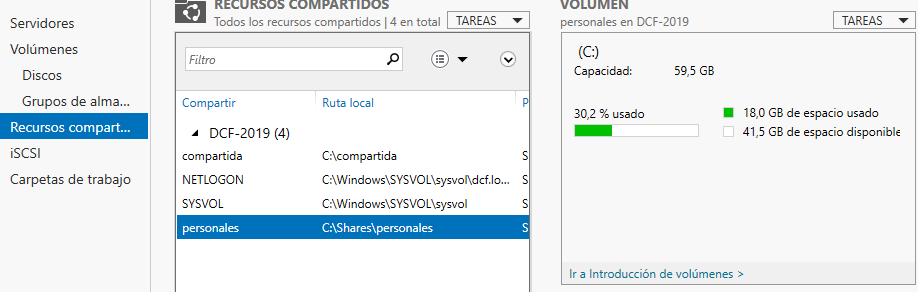 Servidores
Volúmenes
Discos
Grupos de alma...
Recursos compart...
iSCSI
Carpetas de trabajo
RECURSOS COMPARTIDOS
Todos los recursos compartidos | 4 en total
TAREAS
Filtro
Compartir Ruta local P
DCF-2019 (4)
compartida C:\compartida S
NETLOGON C:\Windows\SYSVOL\sysvol\dcf.lo... S
SYSVOL C:\Windows\SYSVOL\sysvol S
personales C:\Shares\personales S
VOLUMEN
personales en DCF-2019
TAREAS
(C:)
Capacidad: 59,5 GB
30,2 % usado
18,0 GB de espacio usado
41,5 GB de espacio disponible
Ir a Introducción de volúmenes >